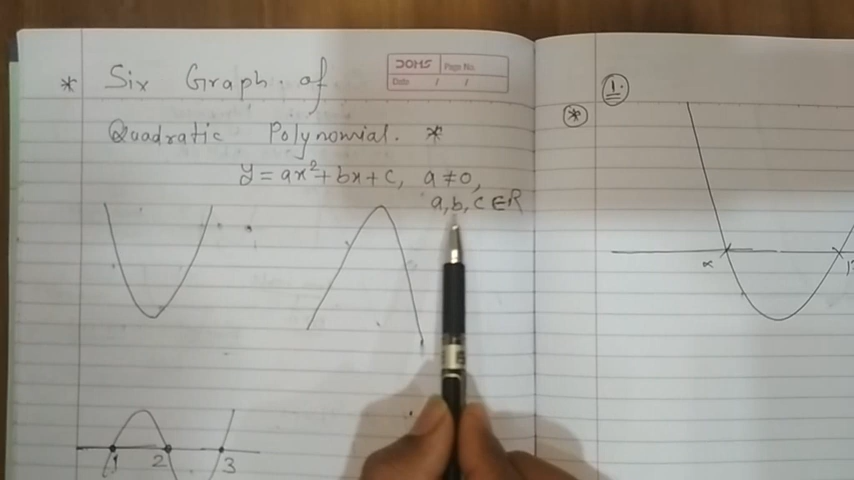 * Six Graph of
DOMS Page No.
Date / /
Quadratic Polynomial. *
y = ax² + bx + c, a ≠ 0,
a, b, c ∈ R
1 2 3
1.
*
α